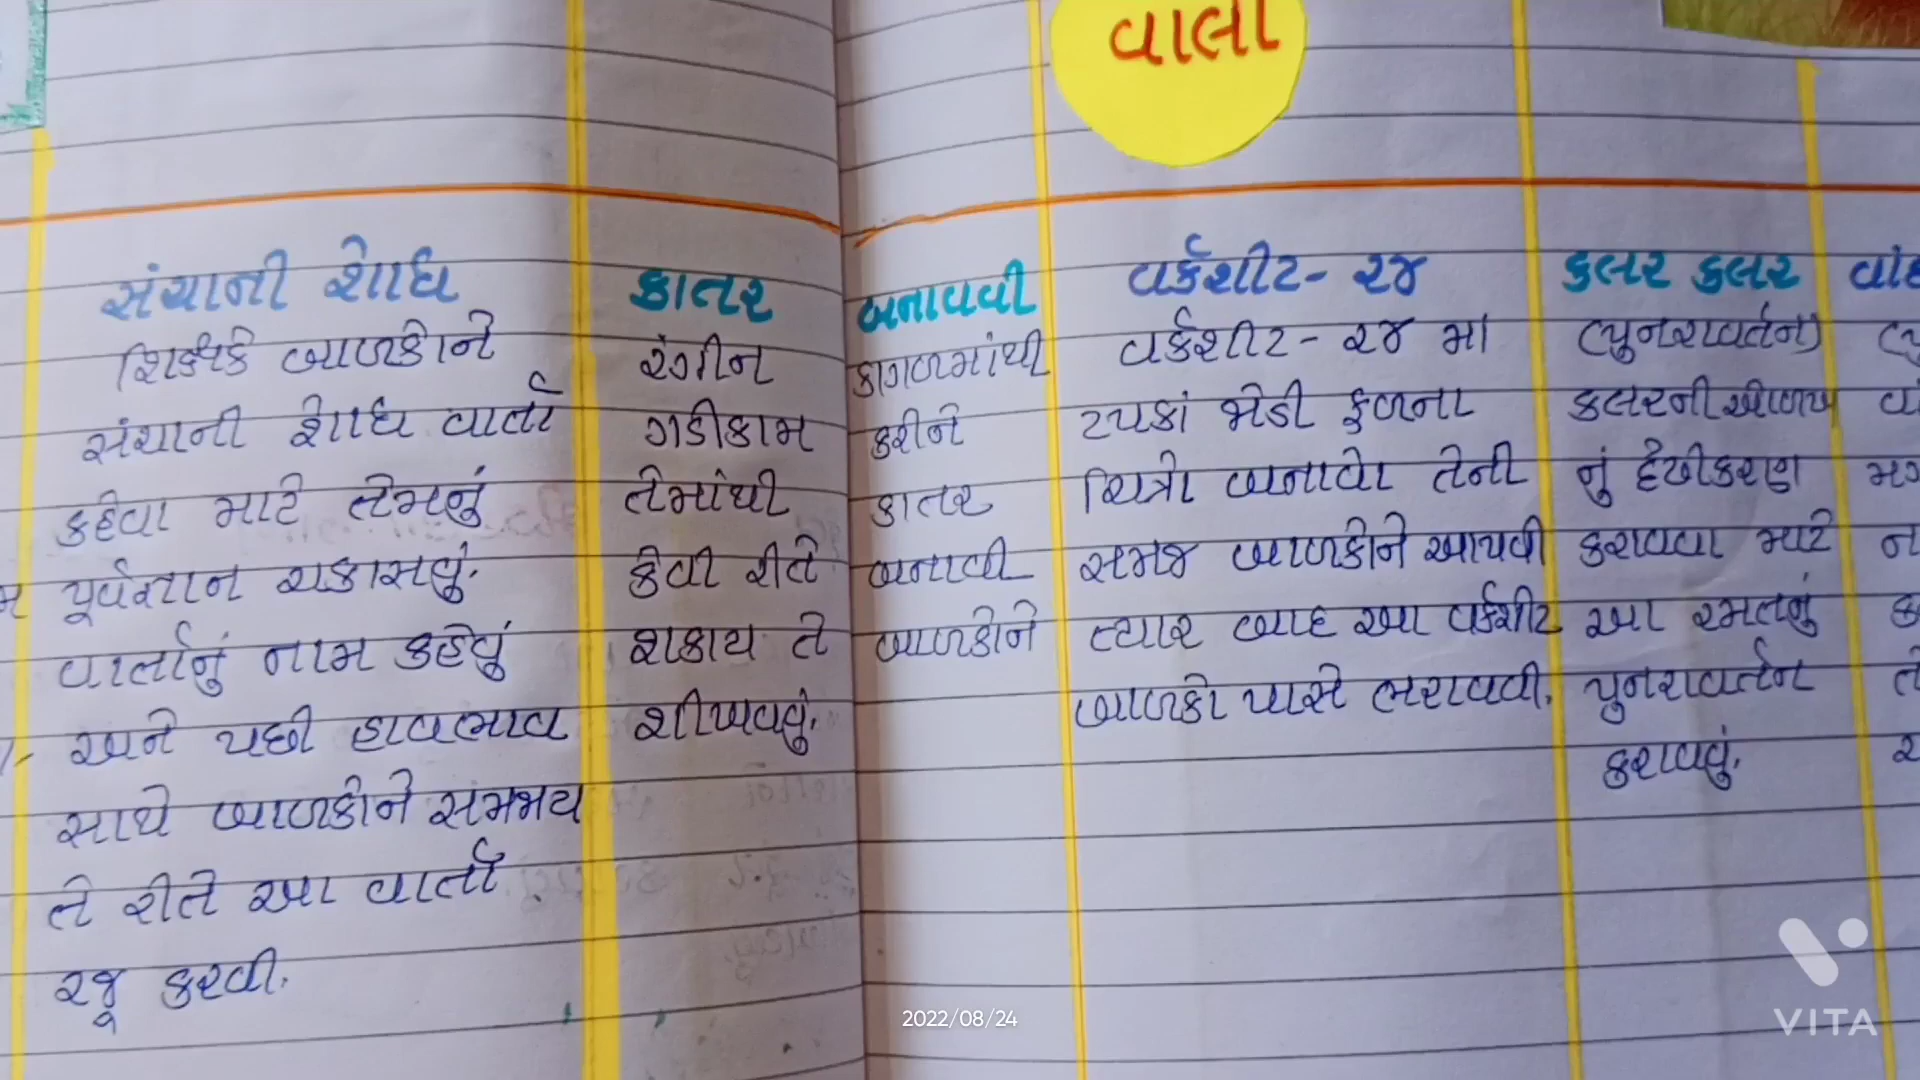 વાલી
સંચાની શોધ
શિક્ષકે બાળકોને
સંચાની શોધ વાર્તા
કહેવા માટે તેમનું
પૂર્વજ્ઞાન ચકાસવું.
વાર્તાનું નામ કહેવું
અને પછી હાવભાવ
સાથે બાળકોને સમજાય
તે રીતે આ વાર્તા
રજૂ કરવી.
કાતર બનાવવી
રંગીન કાગળમાંથી
ગડીકામ કરીને
તેમાંથી કાતર
કેવી રીતે બનાવી
શકાય તે બાળકોને
શીખવવું.
વર્કશીટ- ૨૪
વર્કશીટ- ૨૪ મા
ટપકાં જોડી ફળના
ચિત્રો બનાવો તેની
સમજ બાળકોને આપવી
ત્યાર બાદ આ વર્કશીટ
બાળકો પાસે ભરાવવી.
કલર કલર
(પુનરાવર્તન)
કલરની ઓળખ
નું દ્રઢીકરણ
કરાવવા માટે
આ રમતનું
પુનરાવર્તન
કરાવવું.
2022/08/24
VITA